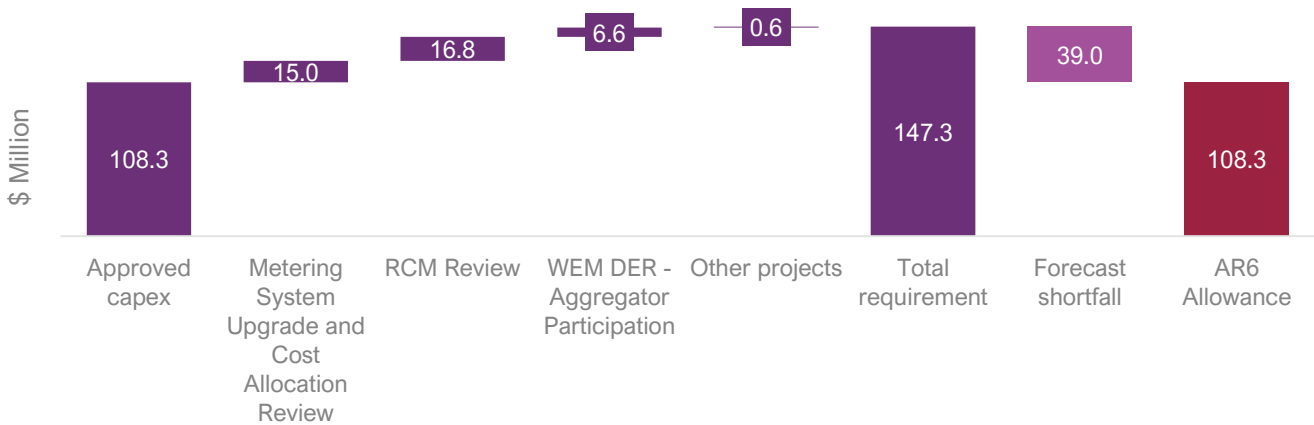 $ Million
108.3
15.0
16.8
6.6
0.6
147.3
39.0
108.3
Approved
capex
Metering
System
Upgrade and
Cost
Allocation
Review
RCM Review
WEM DER -
Aggregator
Participation
Other projects
Total
requirement
Forecast
shortfall
AR6
Allowance